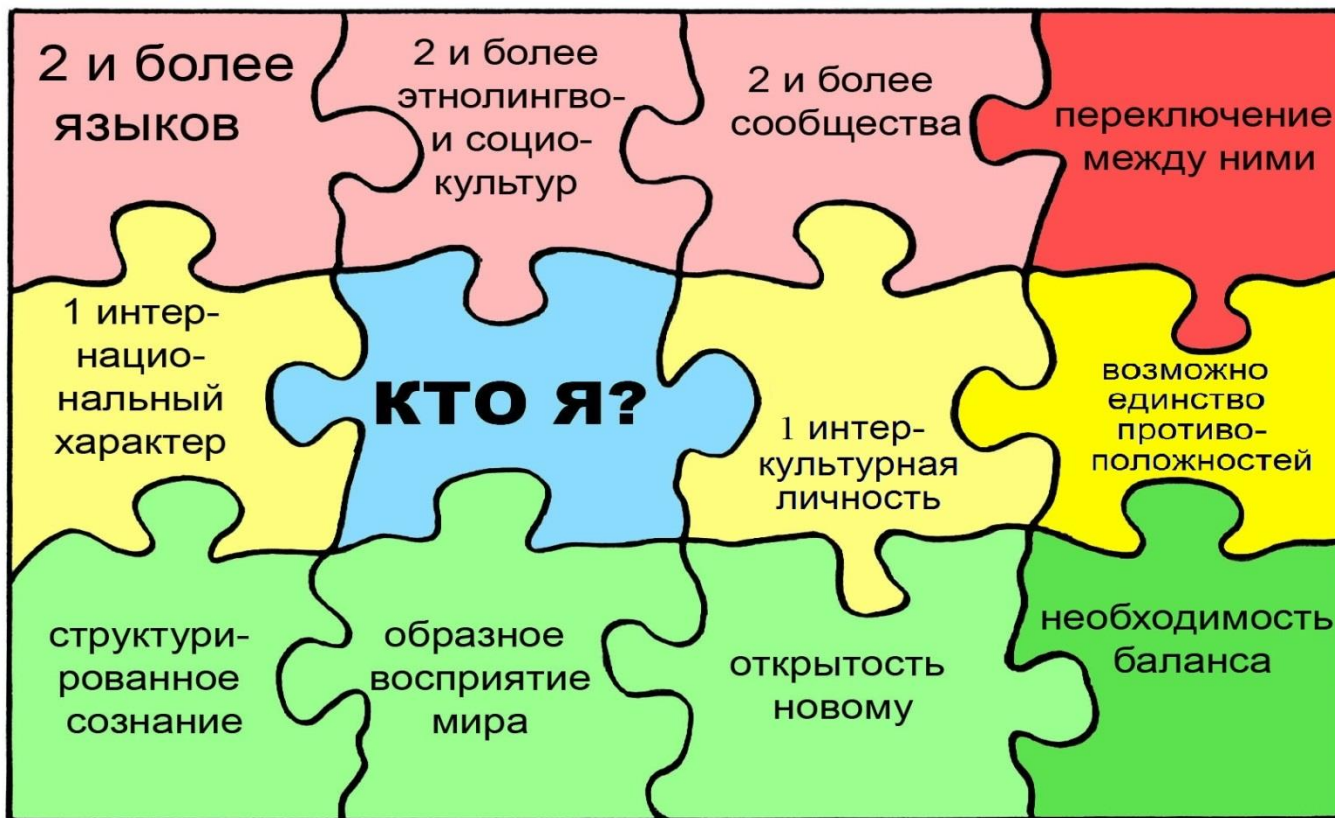 2 и более
языков
2 и более
этнолингво-
и социо-
культур
2 и более
сообщества
переключение
между ними
1 интер-
нацио-
нальный
характер
КТО Я?
1 интер-
культурная
личность
возможно
единство
противо-
положностей
структури-
рованное
сознание
образное
восприятие
мира
открытость
новому
необходимость
баланса